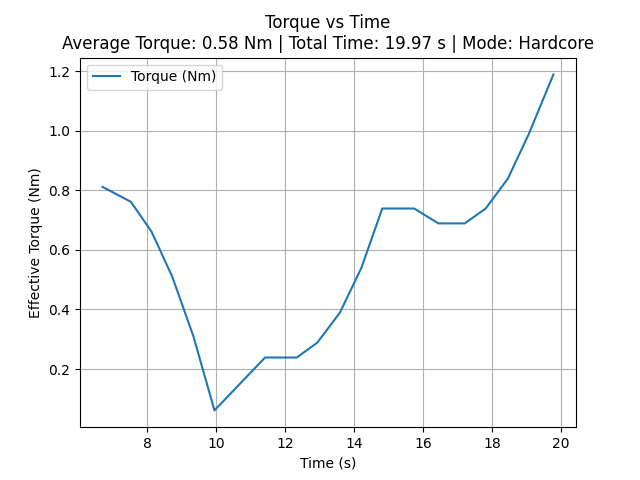 Torque vs Time
Average Torque: 0.58 Nm | Total Time: 19.97 s | Mode: Hardcore
Torque (Nm)
Effective Torque (Nm)
1.2
1.0
0.8
0.6
0.4
0.2
8 10 12 14 16 18 20
Time (s)